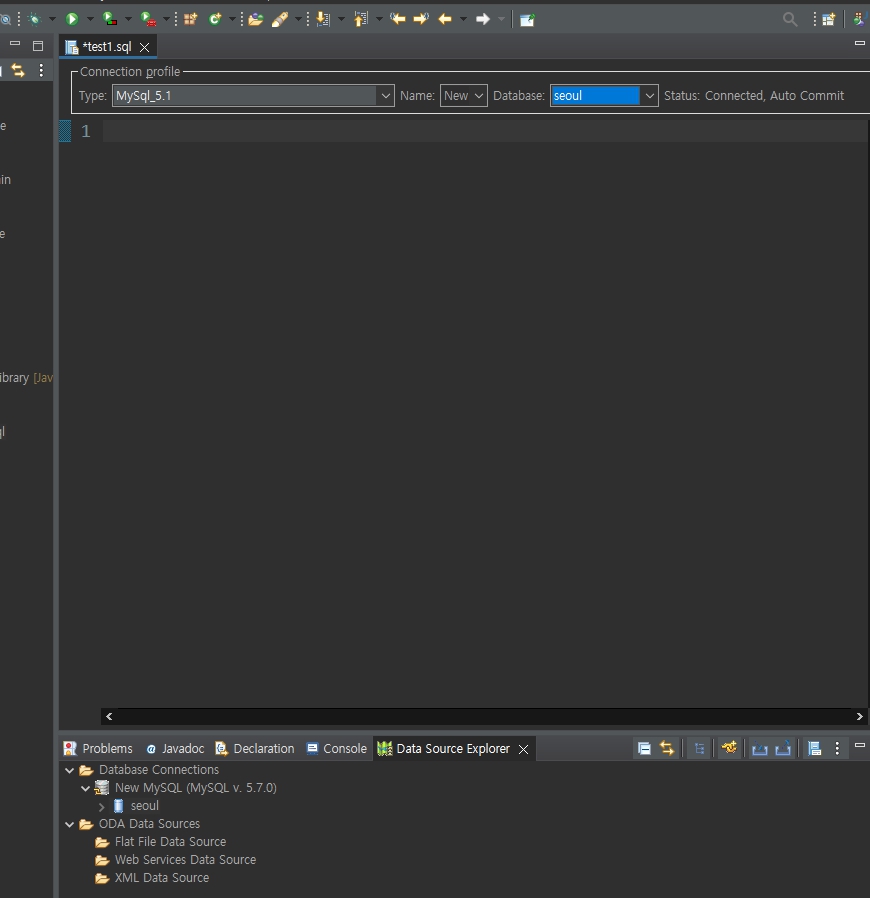 *test1.sql
Connection profile
Type: MySql_5.1 Name: New Database: seoul Status: Connected, Auto Commit
e
1
in
e
ibrary [Jav
ql
Problems Javadoc Declaration Console Data Source Explorer
Database Connections
New MySQL (MySQL v. 5.7.0)
seoul
ODA Data Sources
Flat File Data Source
Web Services Data Source
XML Data Source